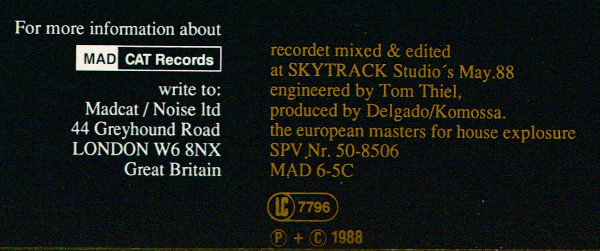 For more information about
MAD CAT Records
write to:
Madcat / Noise ltd
44 Greyhound Road
LONDON W6 8NX
Great Britain
recordet mixed & edited
at SKYTRACK Studio´s May.88
engineered by Tom Thiel,
produced by Delgado/Komossa.
the european masters for house explosure
SPV Nr. 50-8506
MAD 6-5C
LC 7796
Ⓟ + Ⓒ 1988